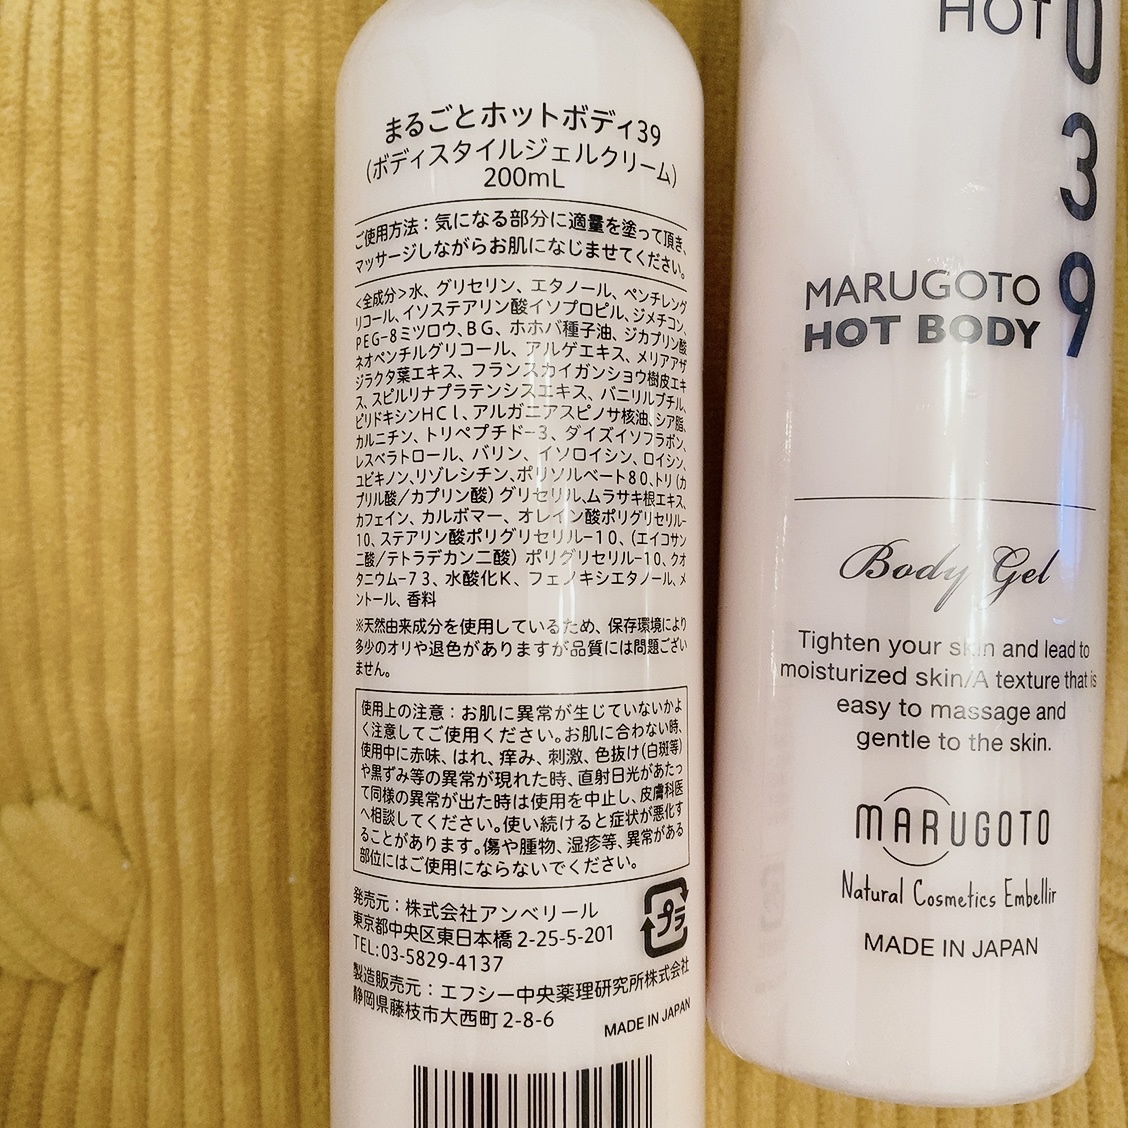 まるごとホットボディ39
(ボディスタイルジェルクリーム)
200mL
ご使用方法：気になる部分に適量を塗って頂き、
マッサージしながらお肌になじませてください。
<全成分>水、グリセリン、エタノール、ペンチレング
リコール、イソステアリン酸イソプロピル、ジメチコン、
PEG-8ミツロウ、BG、ホホバ種子油、ジカプリン酸
ネオペンチルグリコール、アルゲエキス、メリアアザ
ジラクタ葉エキス、フランスカイガンショウ樹皮エキ
ス、スピルリナプラテンシスエキス、バニリルブチル、
ピリドキシンHCl、アルガニアスピノサ核油、シア脂、
カルニチン、トリペプチド-3、ダイズイソフラボン、
レスベラトロール、バリン、イソロイシン、ロイシン、
ユビキノン、リゾレシチン、ポリソルベート80、トリ(カ
プリル酸/カプリン酸)グリセリル、ムラサキ根エキス、
カフェイン、カルボマー、オレイン酸ポリグリセリル-
10、ステアリン酸ポリグリセリル-10、(エイコサン
二酸/テトラデカン二酸)ポリグリセリル-10、クオ
タニウム-73、水酸化K、フェノキシエタノール、メ
ントール、香料
※天然由来成分を使用しているため、保存環境により
多少のオリや退色がありますが品質には問題ござい
ません。
使用上の注意：お肌に異常が生じていないかよ
く注意してご使用ください。お肌に合わない時、
使用中に赤味、はれ、痒み、刺激、色抜け(白斑等)
や黒ずみ等の異常が現れた時、直射日光があたっ
て同様の異常が出た時は使用を中止し、皮膚科医
へ相談してください。使い続けると症状が悪化す
ることがあります。傷や腫物、湿疹等、異常がある
部位にはご使用にならないでください。
発売元：株式会社アンベリール
東京都中央区東日本橋 2-25-5-201
TEL:03-5829-4137
プラ
製造販売元：エフシー中央薬理研究所株式会社
静岡県藤枝市大西町 2-8-6
MADE IN JAPAN
HOT
039
MARUGOTO
HOT BODY
Body Gel
Tighten your skin and lead to
moisturized skin/A texture that is
easy to massage and
gentle to the skin.
MARUGOTO
Natural Cosmetics Embellir
MADE IN JAPAN